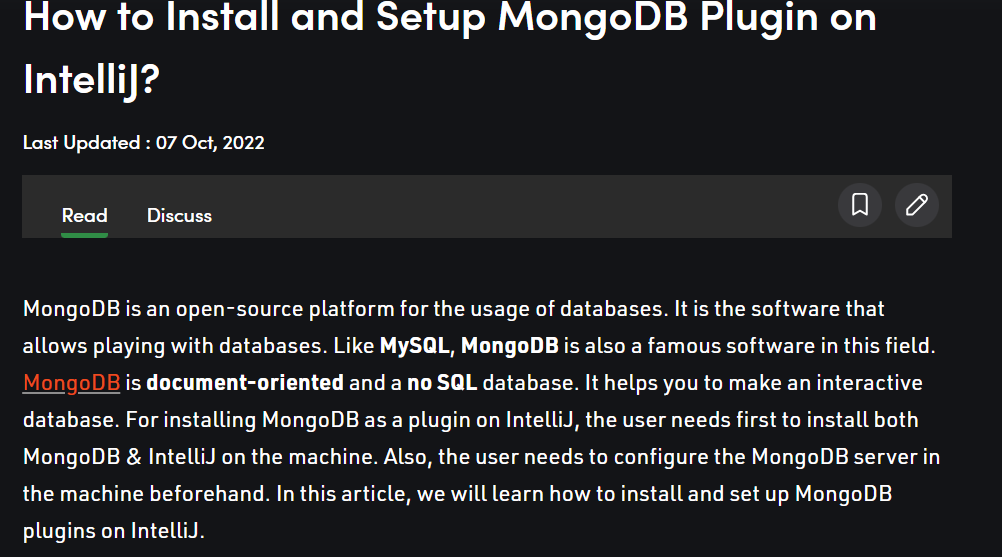 How to Install and Setup MongoDB Plugin on
IntelliJ?
Last Updated : 07 Oct, 2022
Read Discuss
MongoDB is an open-source platform for the usage of databases. It is the software that
allows playing with databases. Like MySQL, MongoDB is also a famous software in this field.
MongoDB is document-oriented and a no SQL database. It helps you to make an interactive
database. For installing MongoDB as a plugin on IntelliJ, the user needs first to install both
MongoDB & IntelliJ on the machine. Also, the user needs to configure the MongoDB server in
the machine beforehand. In this article, we will learn how to install and set up MongoDB
plugins on IntelliJ.